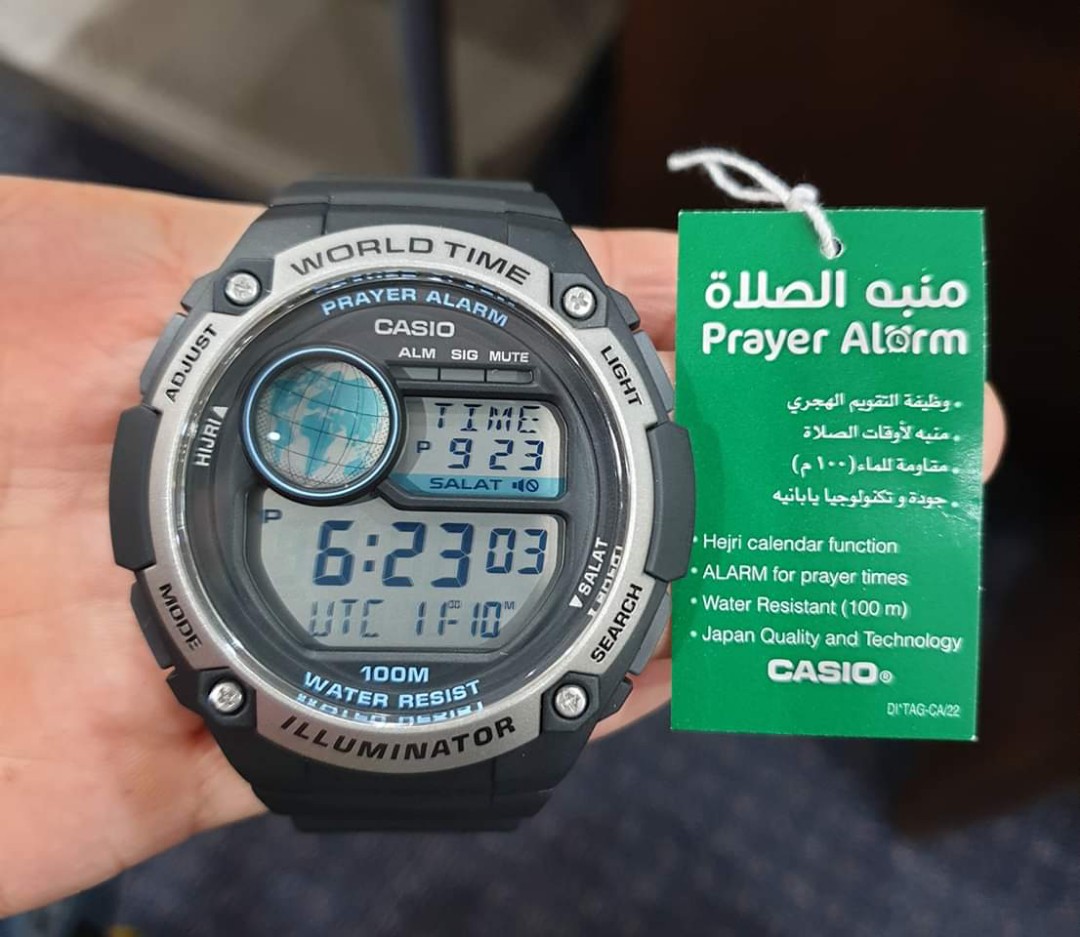 WORLD TIME
PRAYER ALARM
CASIO
ALM SIG MUTE
ADJUST
LIGHT
HIJRI
TIME
P 9 23
SALAT
P
6:23 03
UTC 11-10
SALAT
MODE
SEARCH
100M
WATER RESIST
ILLUMINATOR
منبه الصلاة
Prayer Alarm
• وظيفة التقويم الهجري
• منبه لأوقات الصلاة
• مقاومة للماء (١٠٠ م)
• جودة و تكنولوجيا يابانيه
• Hejri calendar function
• ALARM for prayer times
• Water Resistant (100 m)
• Japan Quality and Technology
CASIO®
DI*TAG-CA/22